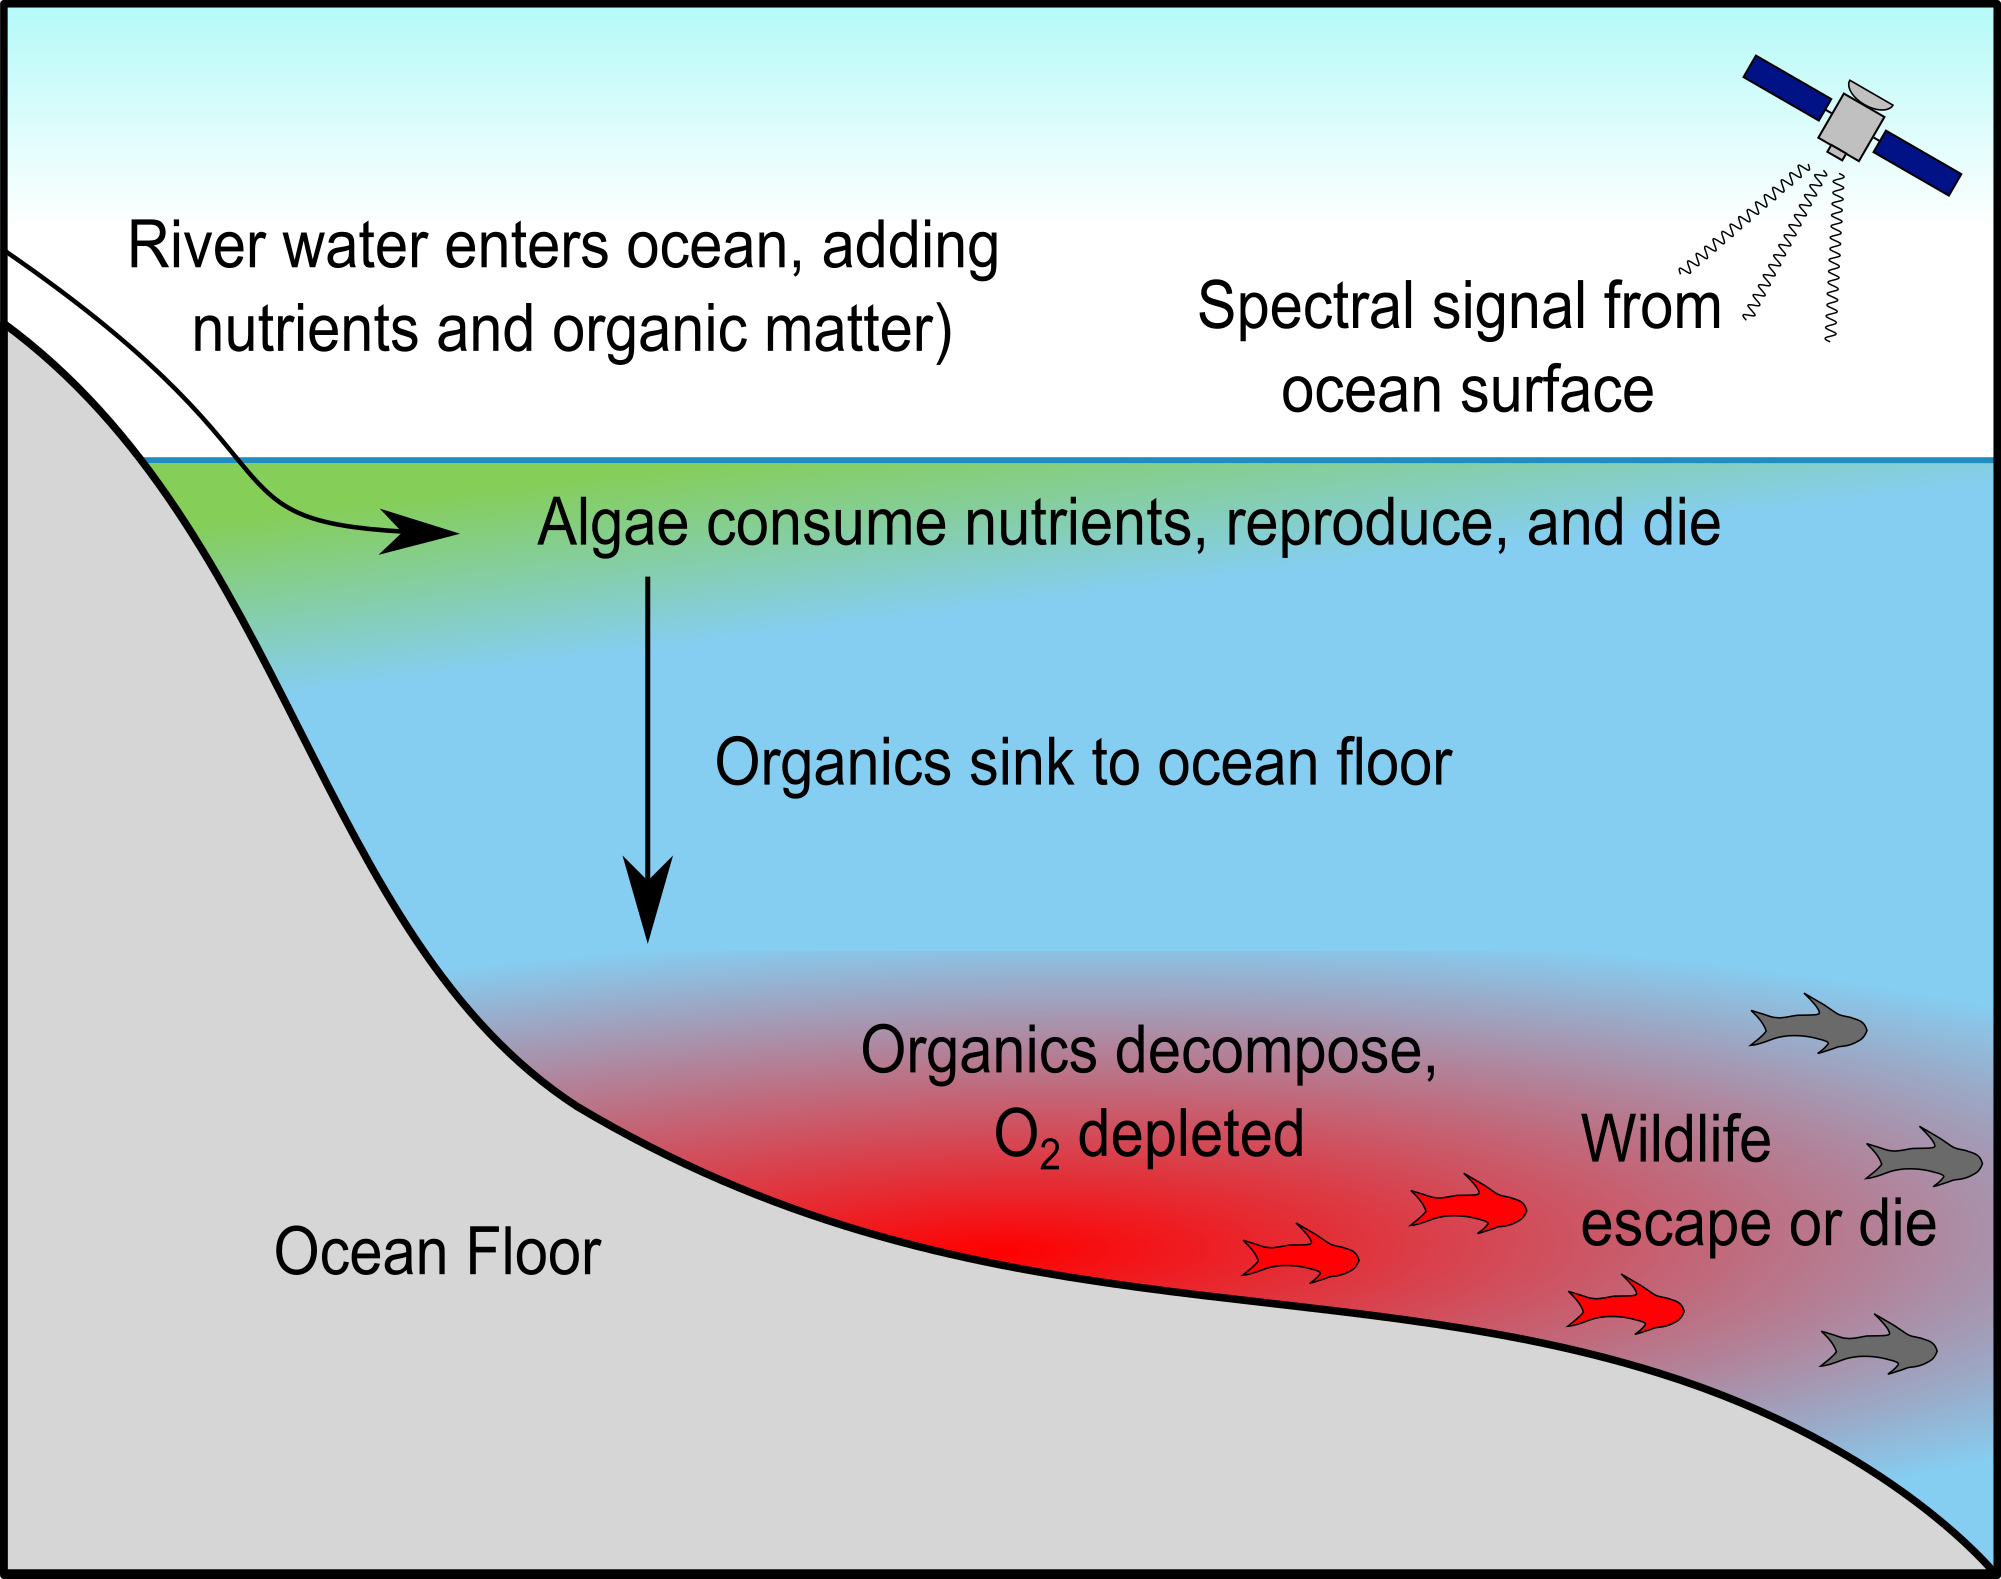 River water enters ocean, adding
nutrients and organic matter)
Spectral signal from
ocean surface
Algae consume nutrients, reproduce, and die
Organics sink to ocean floor
Organics decompose,
O₂ depleted
Wildlife
escape or die
Ocean Floor